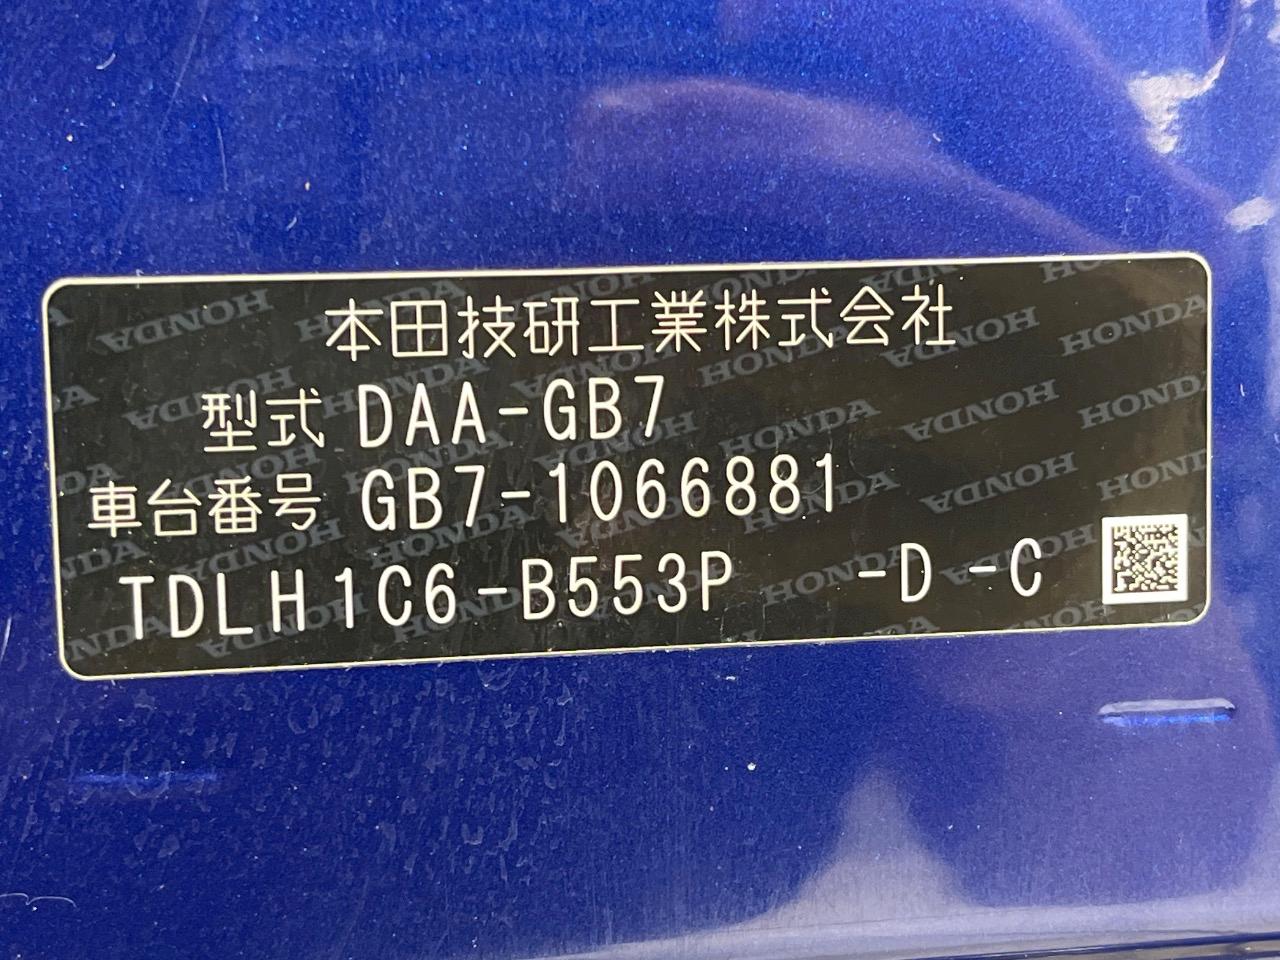 本田技研工業株式会社
型式 DAA-GB7
車台番号 GB7-1066881
TDLH1C6-B553P -D -C